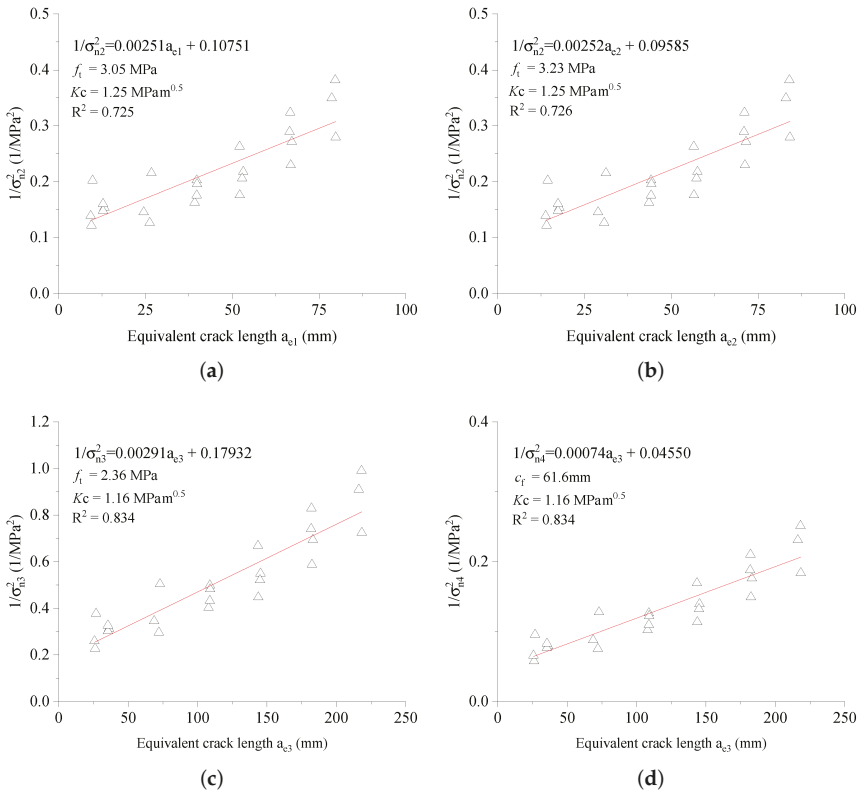 0.5
0.4
0.3
0.2
0.1
0.0
1/σ²n2 (1/MPa²)
1/σ²n2=0.00251ae1 + 0.10751
ft = 3.05 MPa
Kc = 1.25 MPam0.5
R² = 0.725
0 25 50 75 100
Equivalent crack length ae1 (mm)
(a)
0.5
0.4
0.3
0.2
0.1
0.0
1/σ²n2 (1/MPa²)
1/σ²n2=0.00252ae2 + 0.09585
ft = 3.23 MPa
Kc = 1.25 MPam0.5
R² = 0.726
0 25 50 75 100
Equivalent crack length ae2 (mm)
(b)
1.2
1.0
0.8
0.6
0.4
0.2
0.0
1/σ²n3 (1/MPa²)
1/σ²n3=0.00291ae3 + 0.17932
ft = 2.36 MPa
Kc = 1.16 MPam0.5
R² = 0.834
0 50 100 150 200 250
Equivalent crack length ae3 (mm)
(c)
0.4
0.2
0.0
1/σ²n4 (1/MPa²)
1/σ²n4=0.00074ae3 + 0.04550
cf = 61.6mm
Kc = 1.16 MPam0.5
R² = 0.834
0 50 100 150 200 250
Equivalent crack length ae3 (mm)
(d)